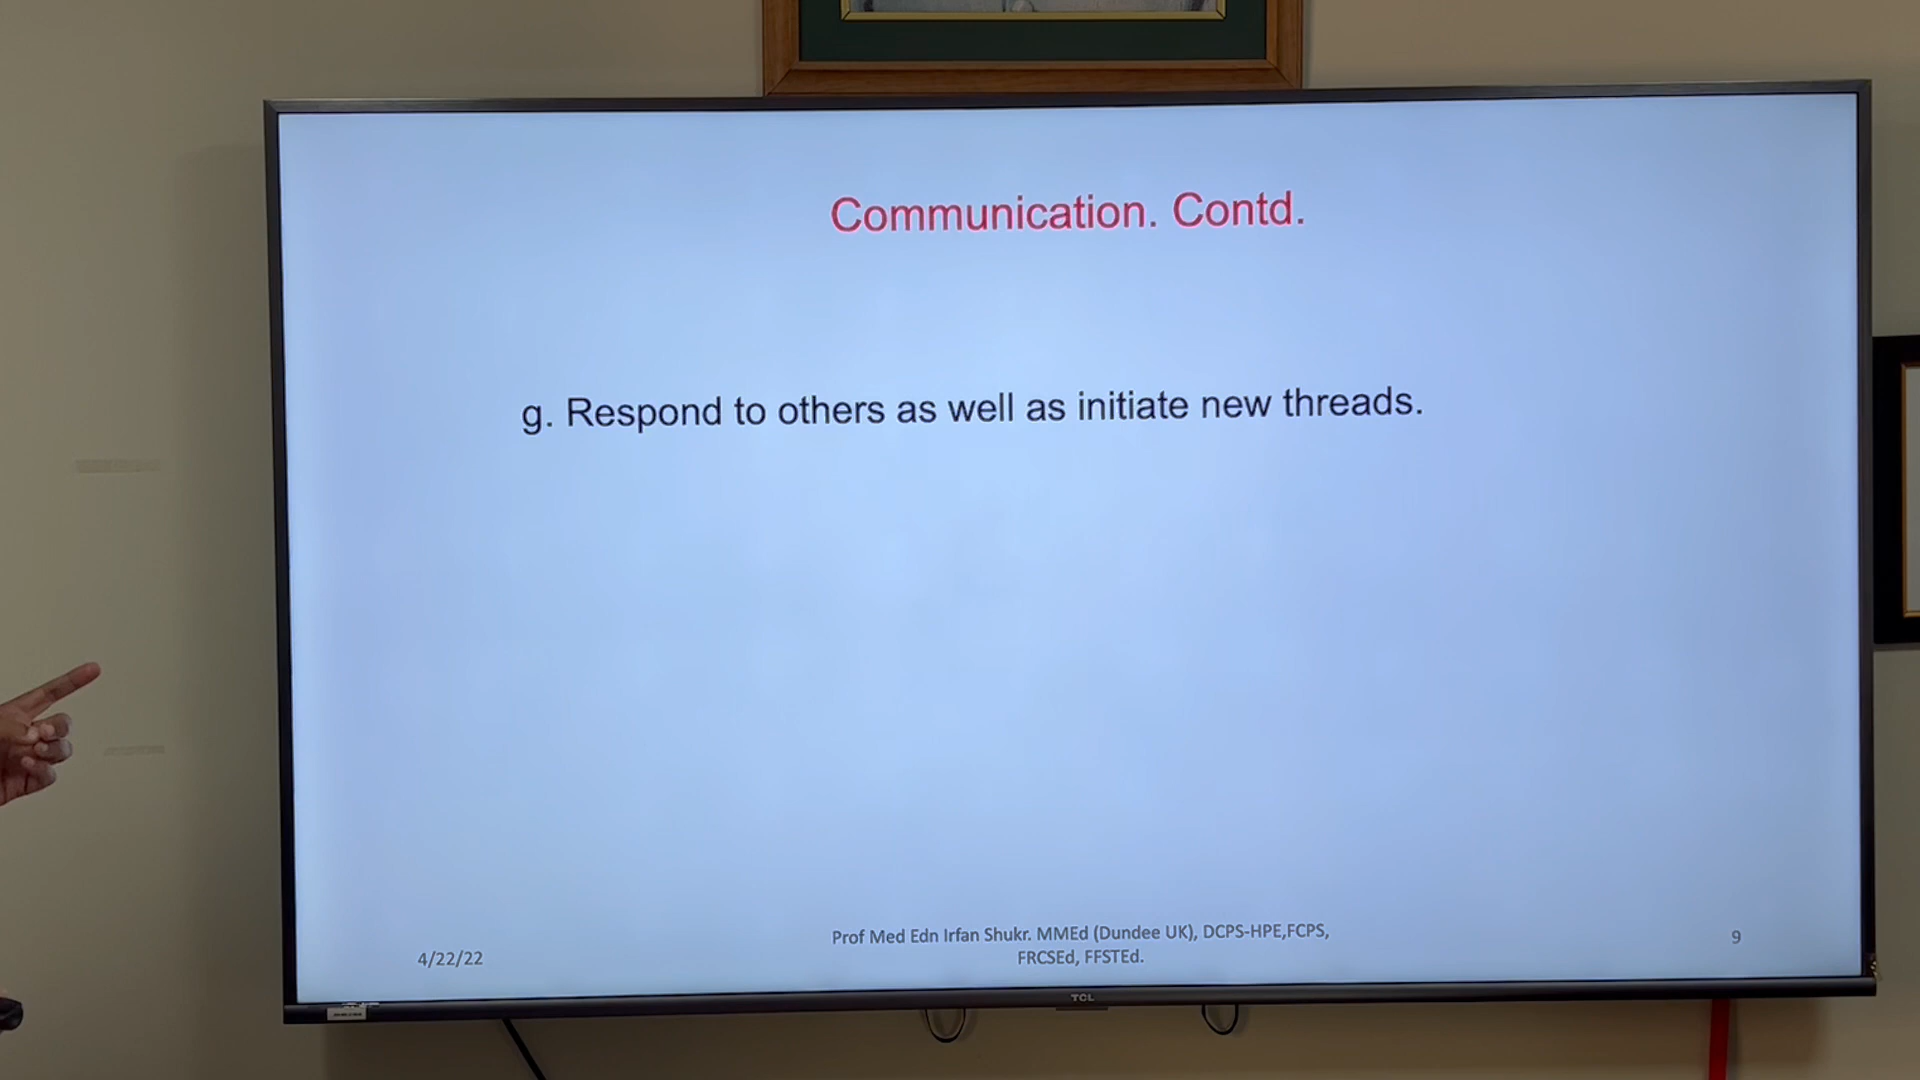 Communication. Contd.
g. Respond to others as well as initiate new threads.
Prof Med Edn Irfan Shukr. MMEd (Dundee UK), DCPS-HPE,FCPS,
FRCSEd, FFSTEd.
4/22/22
9
TCL